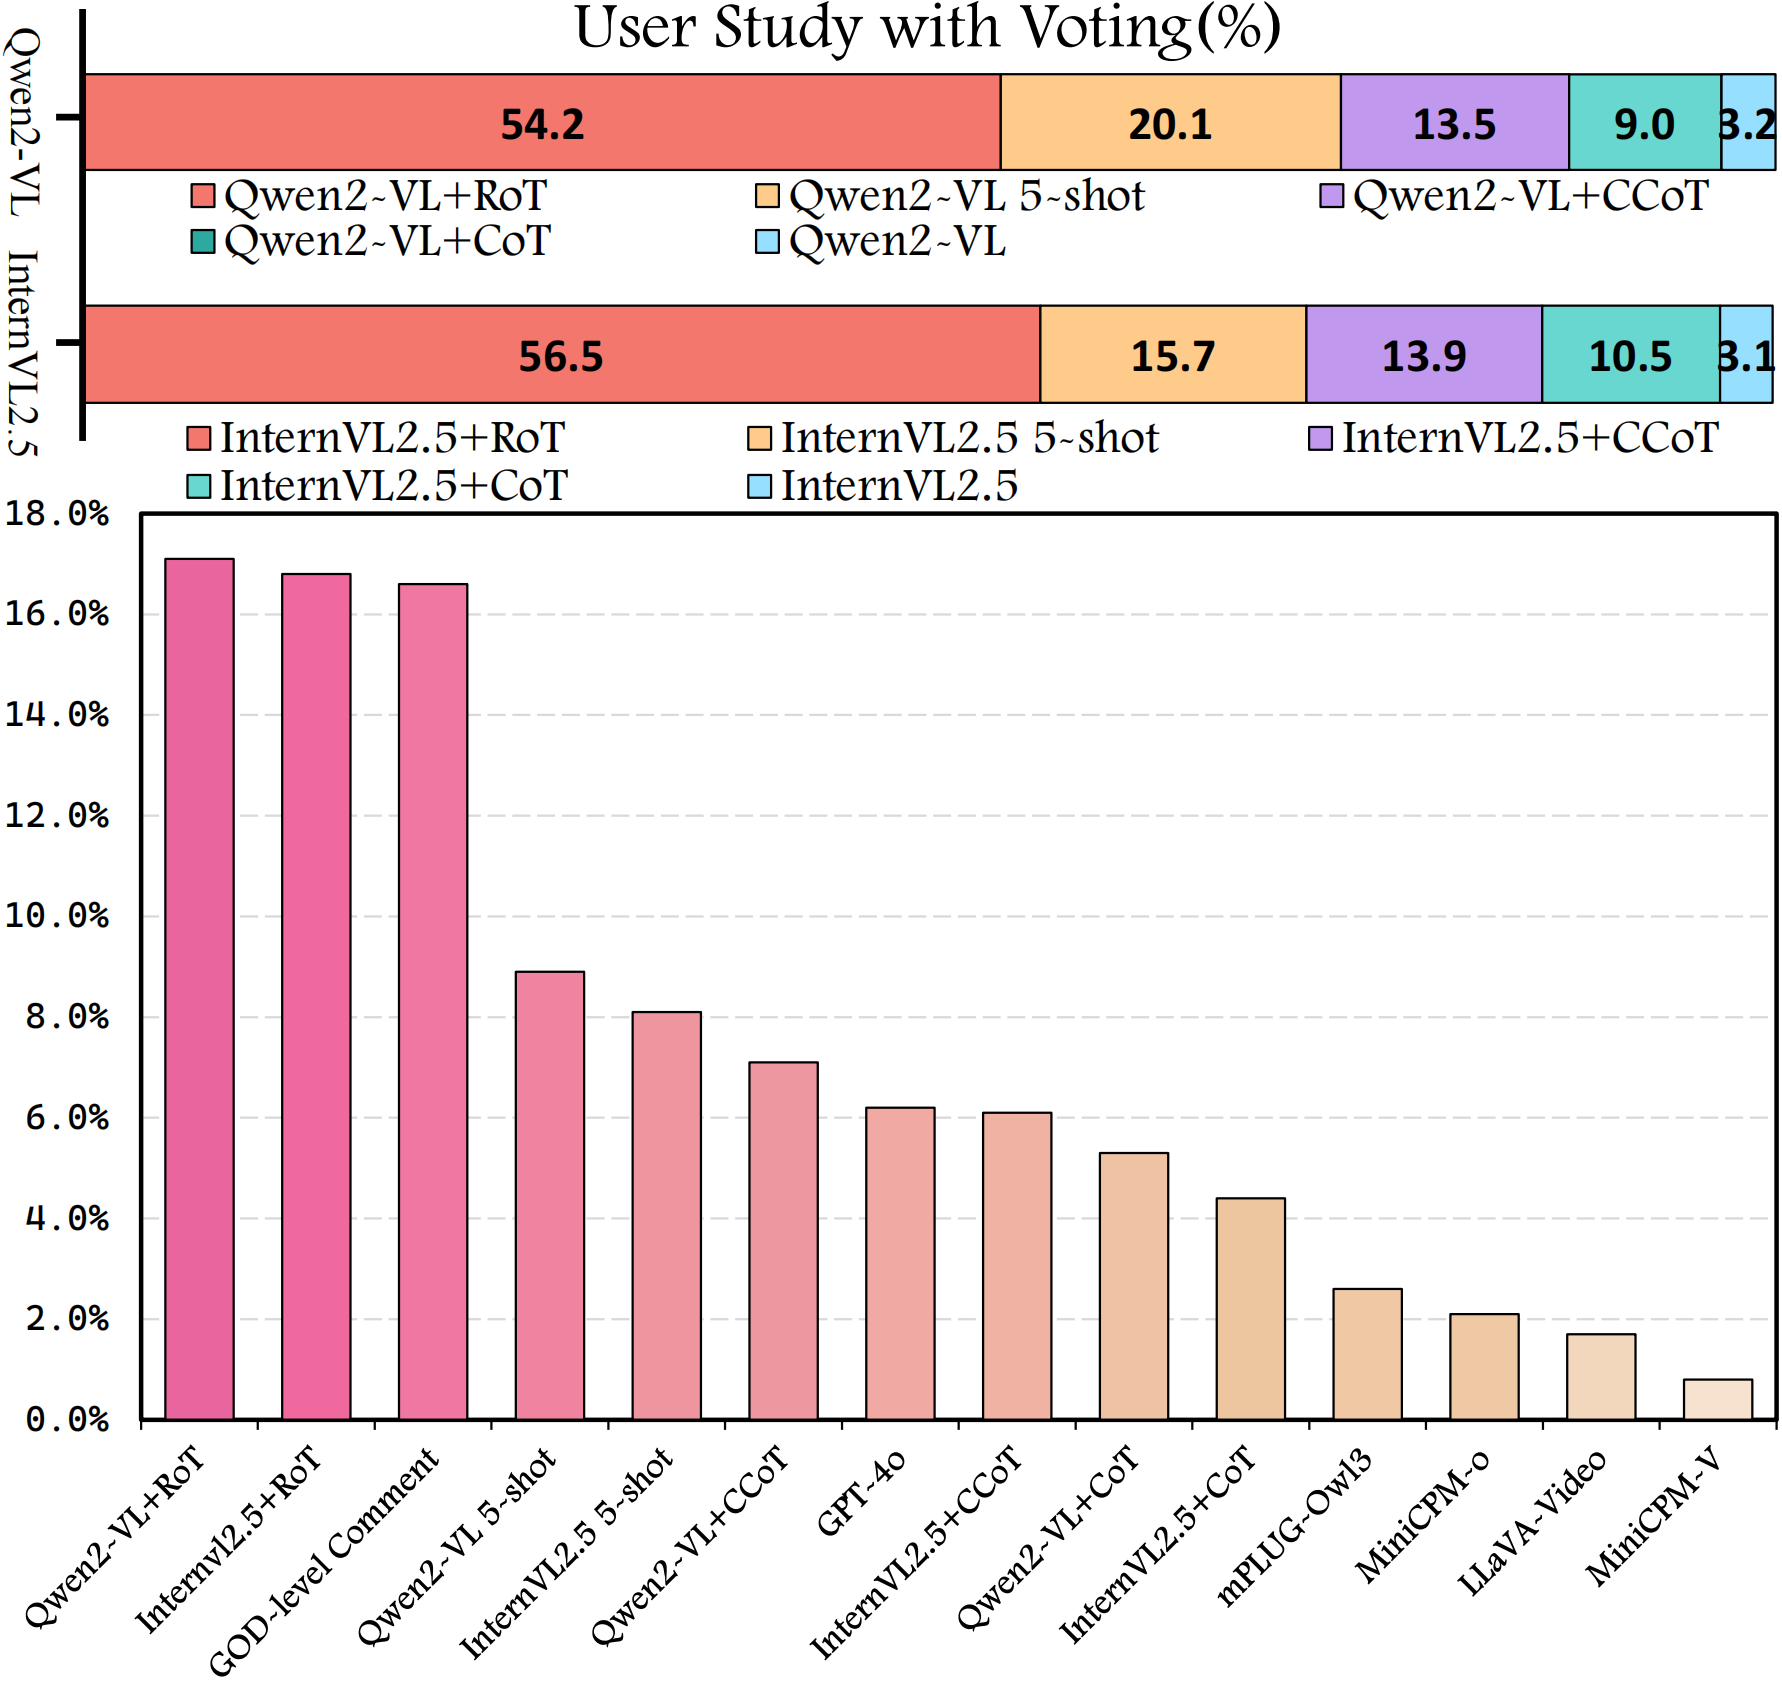 User Study with Voting(%)
Qwen2-VL
54.2 20.1 13.5 9.0 3.2
Qwen2~VL+RoT Qwen2~VL 5~shot Qwen2~VL+CCoT
Qwen2~VL+CoT Qwen2~VL
InternVL2.5
56.5 15.7 13.9 10.5 3.1
InternVL2.5+RoT InternVL2.5 5~shot InternVL2.5+CCoT
InternVL2.5+CoT InternVL2.5
18.0%
16.0%
14.0%
12.0%
10.0%
8.0%
6.0%
4.0%
2.0%
0.0%
Qwen2~VL+RoT
Internvl2.5+RoT
GOD~level Comment
Qwen2~VL 5~shot
InternVL2.5 5~shot
Qwen2~VL+CCoT
GPT~4o
InternVL2.5+CCoT
Qwen2~VL+CoT
InternVL2.5+CoT
mPLUG~Owl3
MiniCPM~o
LLaVA~Video
MiniCPM~V